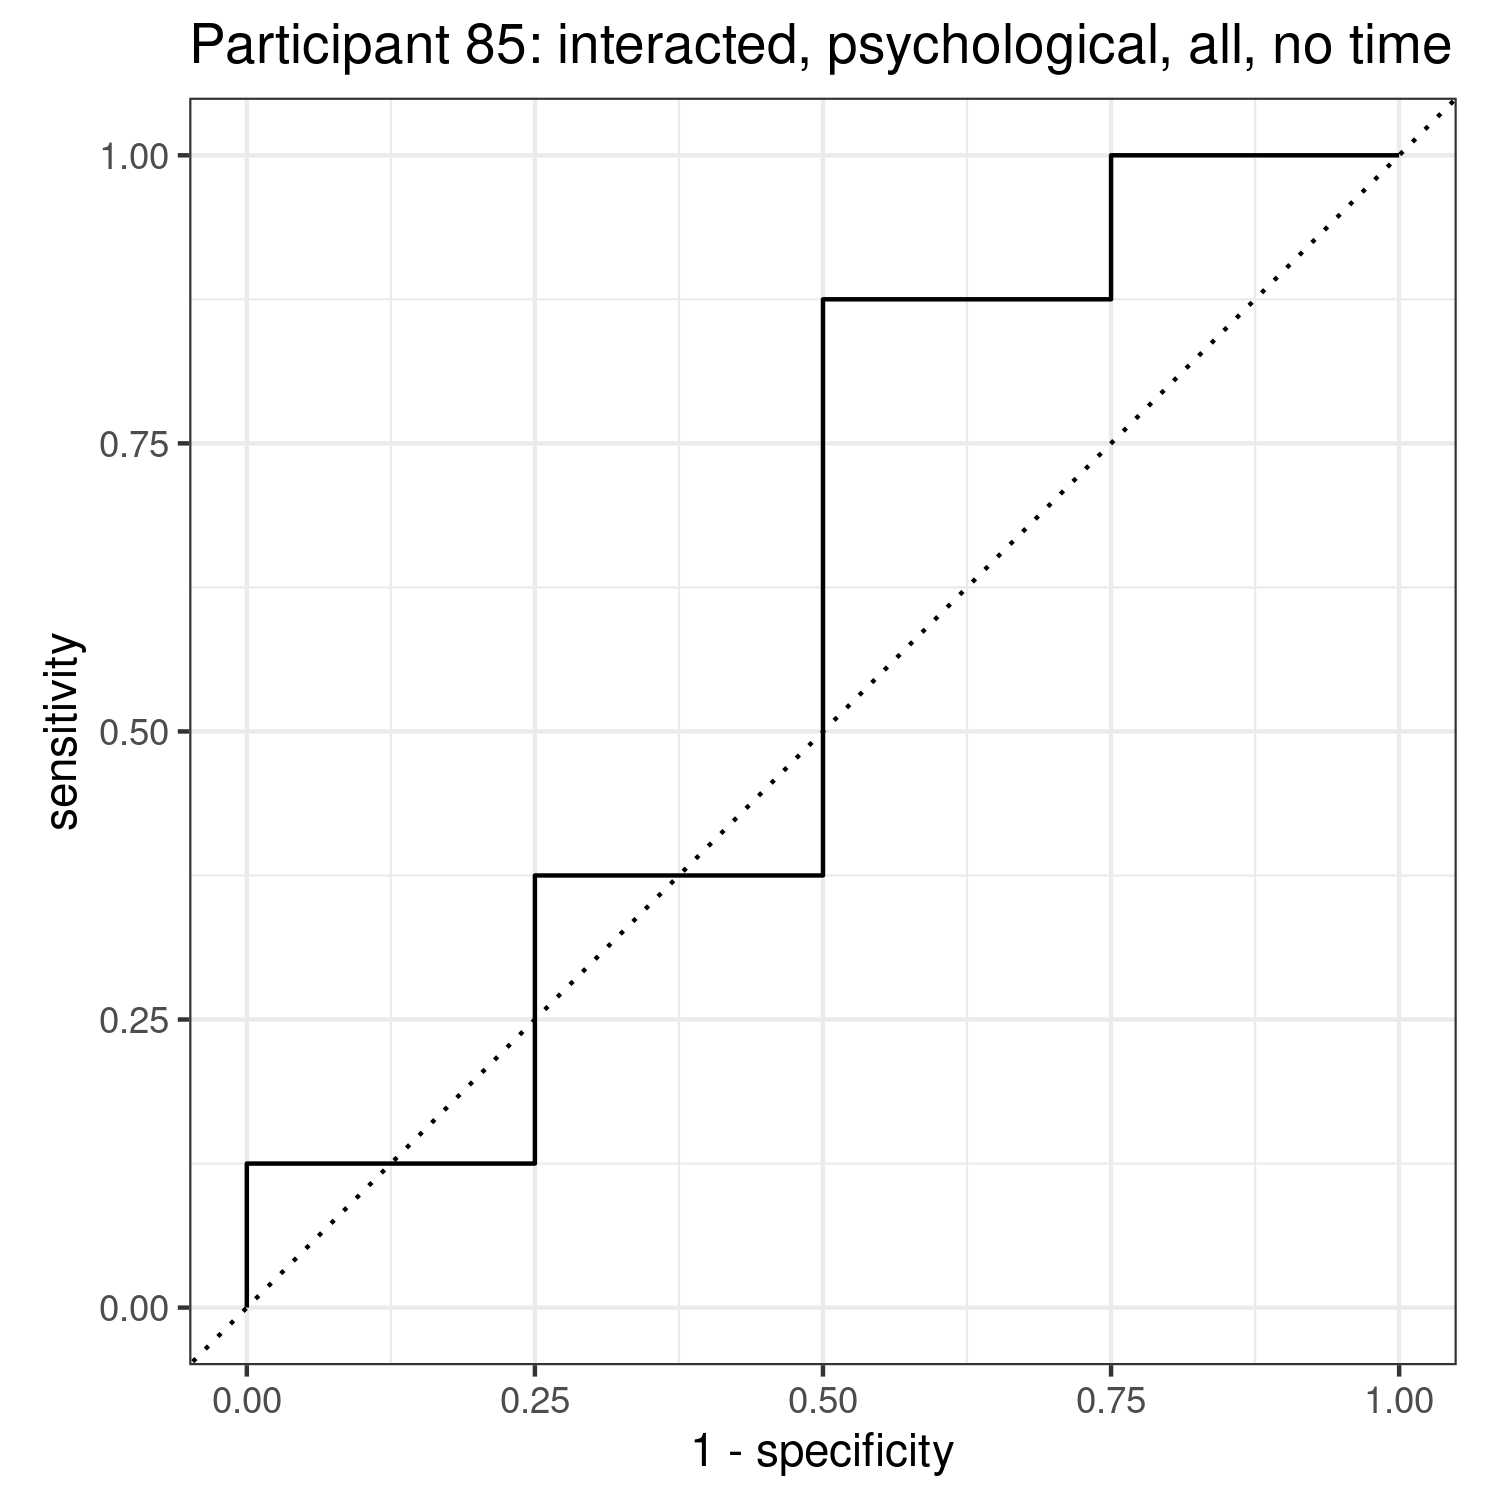 Participant 85: interacted, psychological, all, no time
1.00
0.75
0.50
0.25
0.00
sensitivity
0.00 0.25 0.50 0.75 1.00
1 - specificity